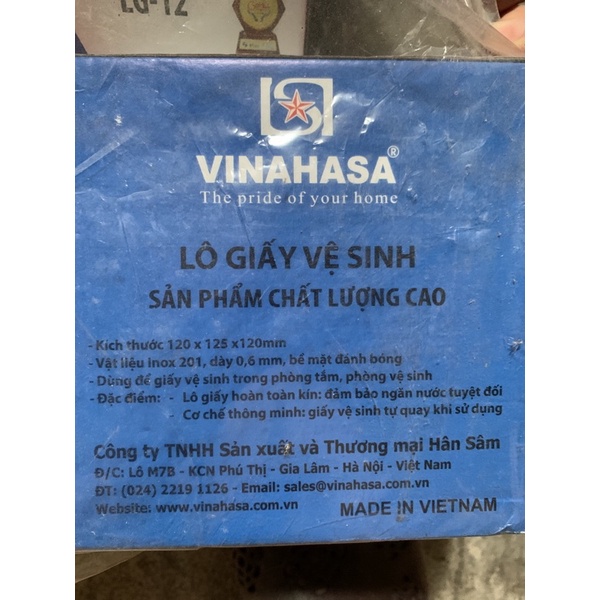 LG-12
VINAHASA®
The pride of your home
LÔ GIẤY VỆ SINH
SẢN PHẨM CHẤT LƯỢNG CAO
- Kích thước 120 x 125 x120mm
- Vật liệu inox 201, dày 0,6 mm, bề mặt đánh bóng
- Dùng để giấy vệ sinh trong phòng tắm, phòng vệ sinh
- Đặc điểm: - Lô giấy hoàn toàn kín: đảm bảo ngăn nước tuyệt đối
- Cơ chế thông minh: giấy vệ sinh tự quay khi sử dụng
Công ty TNHH Sản xuất và Thương mại Hân Sâm
Đ/C: Lô M7B - KCN Phú Thị - Gia Lâm - Hà Nội - Việt Nam
ĐT: (024) 2219 1126 - Email: sales@vinahasa.com.vn
Website: www.vinahasa.com.vn MADE IN VIETNAM